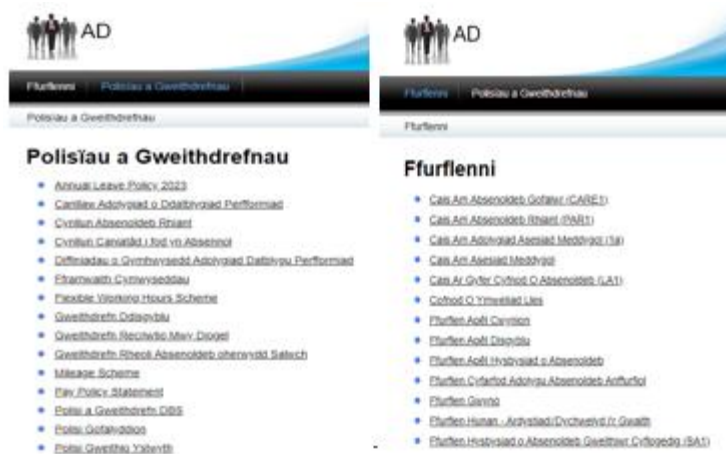 AD
Ffurflenni Polisïau a Gweithdrefnau
Polisïau a Gweithdrefnau
Polisïau a Gweithdrefnau
Annual Leave Policy 2023
Canllaw Adolygiad o Ddatblygiad Perfformiad
Cynllun Absenoldeb Rhiant
Cynllun Caniatâd i fod yn Absennol
Diffiniadau o Gymhwysedd Adolygiad Datblygu Perfformiad
Fframwaith Cymwyseddau
Flexible Working Hours Scheme
Gweithdrefn Ddisgyblu
Gweithdrefn Recriwtio Mwy Diogel
Gweithdrefn Rheoli Absenoldeb oherwydd Salwch
Mileage Scheme
Pay Policy Statement
Polisi a Gweithdrefn DBS
Polisi Gofalyddion
Polisi Gweithio Ystwyth
AD
Ffurflenni Polisïau a Gweithdrefnau
Ffurflenni
Ffurflenni
Cais Am Absenoldeb Gofalwr (CARE1)
Cais Am Absenoldeb Rhiant (PAR1)
Cais Am Adolygiad Asesiad Meddygol (1a)
Cais Am Asesiad Meddygol
Cais Ar Gyfer Cyfnod O Absenoldeb (LA1)
Cofnod O Ymweliad Lles
Ffurflen Apêl Cwynion
Ffurflen Apêl Disgyblu
Ffurflen Apêl Hysbysiad o Absenoldeb
Ffurflen Cyfarfod Adolygu Absenoldeb Anffurfiol
Ffurflen Gwyno
Ffurflen Hunan - Ardystiad/Dychwelyd I'r Gwaith
Ffurflen Hysbysiad o Absenoldeb Gweithiwr Cyflogedig (SA1)